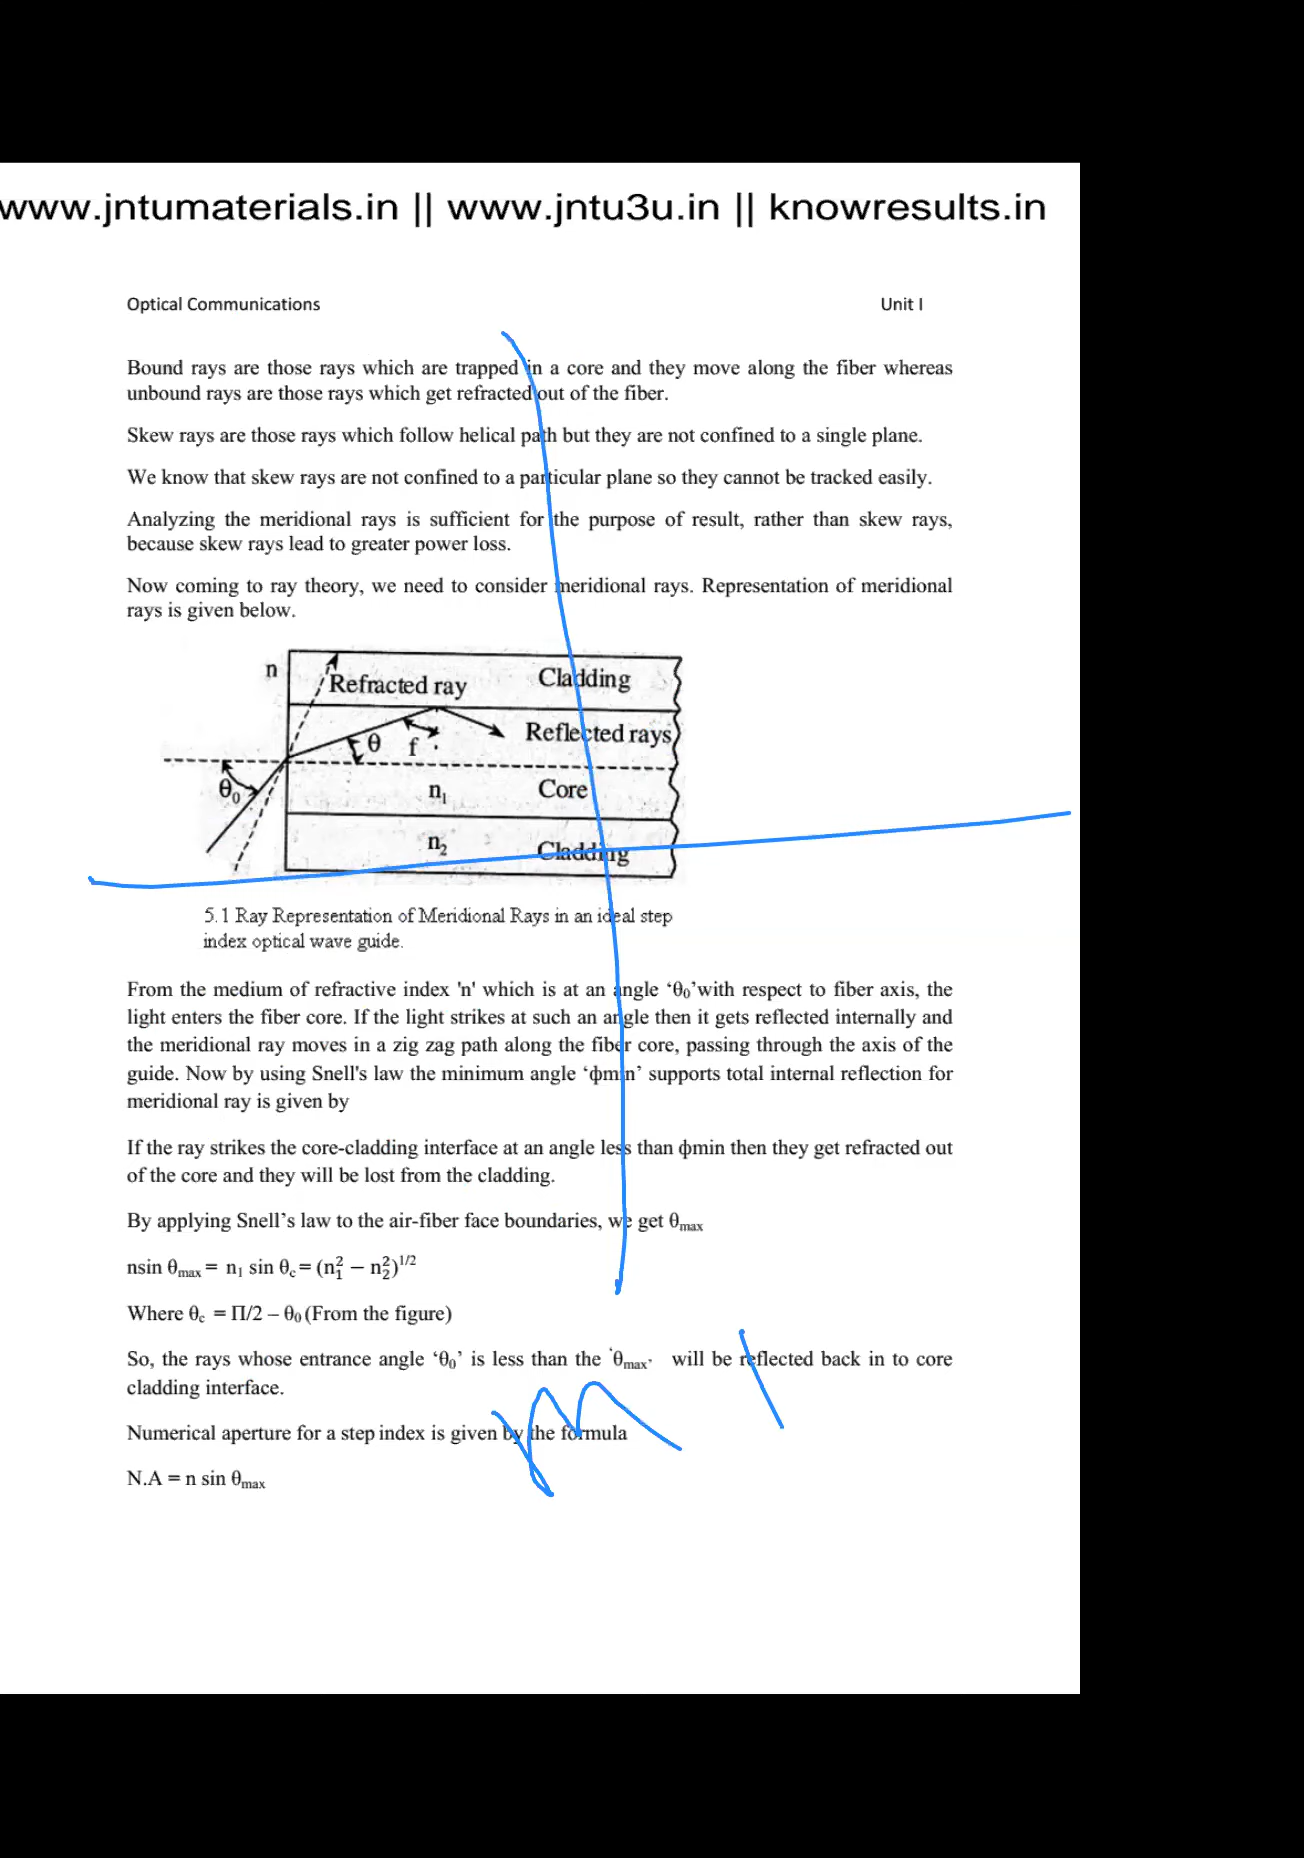 www.jntumaterials.in || www.jntu3u.in || knowresults.in
Optical Communications Unit I
Bound rays are those rays which are trapped in a core and they move along the fiber whereas
unbound rays are those rays which get refracted out of the fiber.
Skew rays are those rays which follow helical path but they are not confined to a single plane.
We know that skew rays are not confined to a particular plane so they cannot be tracked easily.
Analyzing the meridional rays is sufficient for the purpose of result, rather than skew rays,
because skew rays lead to greater power loss.
Now coming to ray theory, we need to consider meridional rays. Representation of meridional
rays is given below.
n
Refracted ray Cladding
θ f Reflected rays
θ₀ n₁ Core
n₂ Cladding
5.1 Ray Representation of Meridional Rays in an ideal step
index optical wave guide.
From the medium of refractive index 'n' which is at an angle ‘θ₀’with respect to fiber axis, the
light enters the fiber core. If the light strikes at such an angle then it gets reflected internally and
the meridional ray moves in a zig zag path along the fiber core, passing through the axis of the
guide. Now by using Snell's law the minimum angle ‘ϕmin’ supports total internal reflection for
meridional ray is given by
If the ray strikes the core-cladding interface at an angle less than ϕmin then they get refracted out
of the core and they will be lost from the cladding.
By applying Snell’s law to the air-fiber face boundaries, we get θmax
nsin θmax = n₁ sin θc = (n₁² − n₂²)^1/2
Where θc = Π/2 – θ₀ (From the figure)
So, the rays whose entrance angle ‘θ₀’ is less than the ‘θmax’ will be reflected back in to core
cladding interface.
Numerical aperture for a step index is given by the formula
N.A = n sin θmax